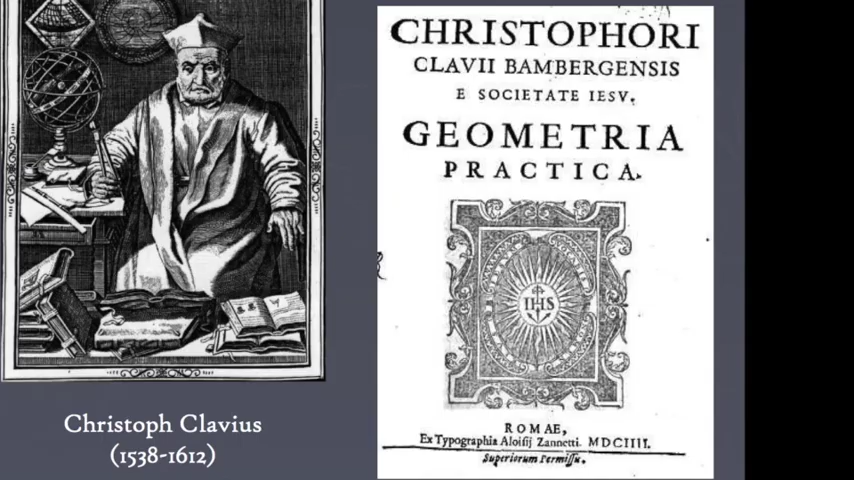 Christoph Clavius
(1538-1612)
CHRISTOPHORI
CLAVII BAMBERGENSIS
E SOCIETATE IESV.
GEOMETRIA
PRACTICA.
IHS
ROMAE,
Ex Typographia Aloisij Zannetti. MDCIIII.
Superiorum Permissu.